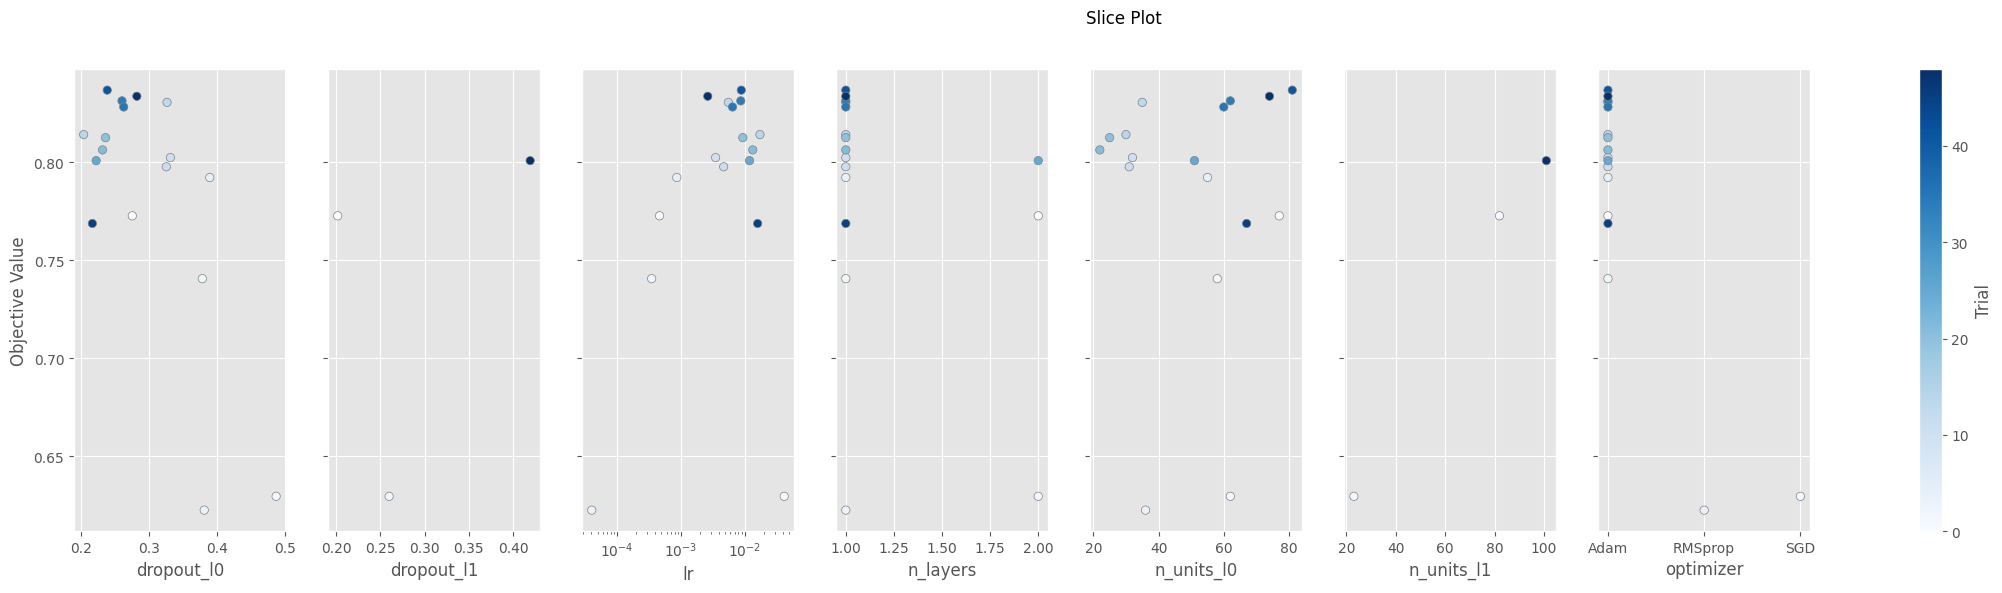 Slice Plot
Objective Value
0.80
0.75
0.70
0.65
0.2 0.3 0.4 0.5
dropout_l0
0.20 0.25 0.30 0.35 0.40
dropout_l1
10⁻⁴ 10⁻³ 10⁻²
lr
1.00 1.25 1.50 1.75 2.00
n_layers
20 40 60 80
n_units_l0
20 40 60 80 100
n_units_l1
Adam RMSprop SGD
optimizer
40
30
20
10
0
Trial